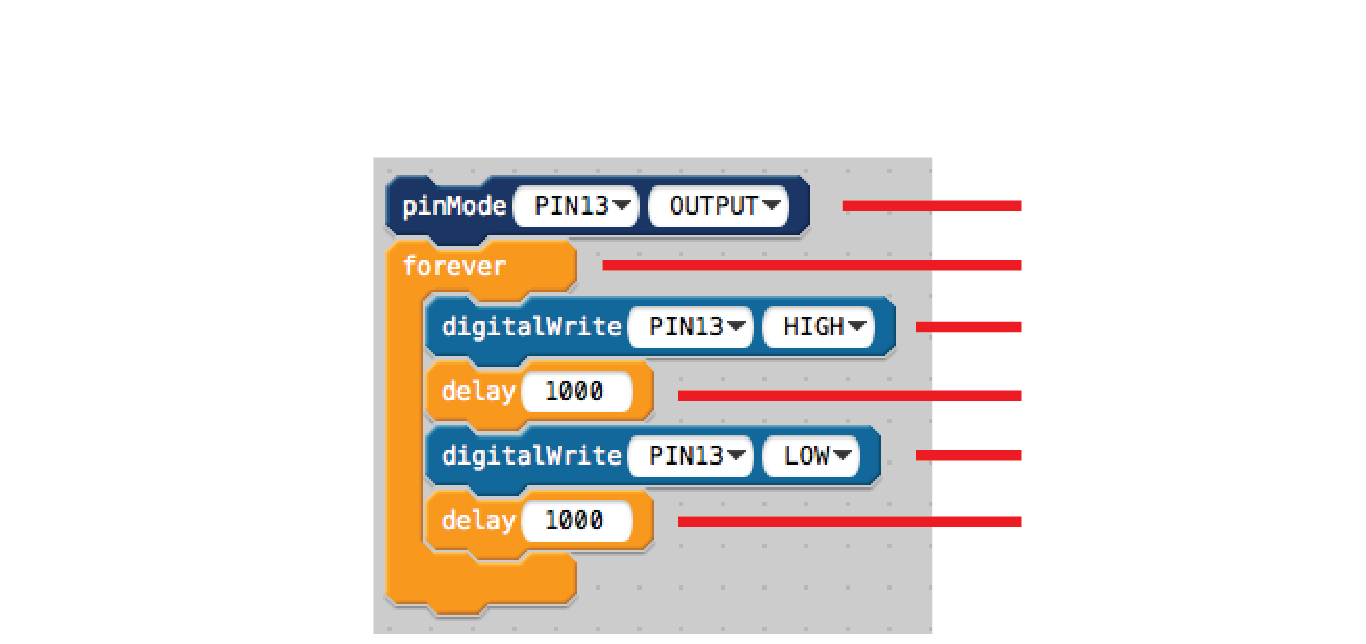 pinMode PIN13 OUTPUT
forever
digitalWrite PIN13 HIGH
delay 1000
digitalWrite PIN13 LOW
delay 1000